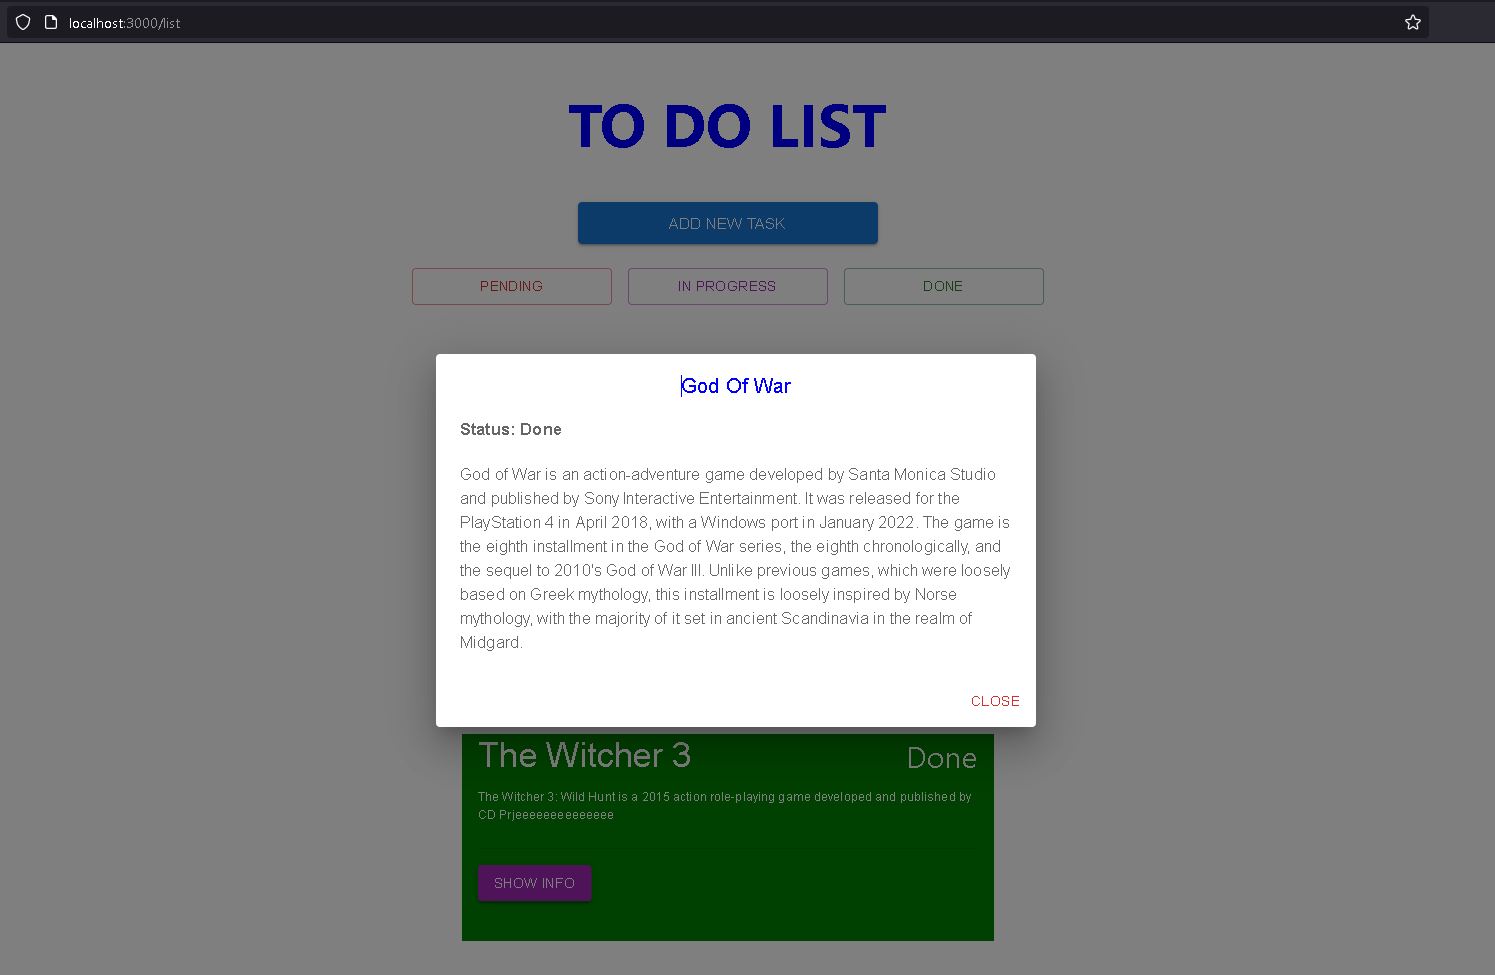 localhost:3000/list
TO DO LIST
ADD NEW TASK
PENDING
IN PROGRESS
DONE
God Of War
Status: Done
God of War is an action-adventure game developed by Santa Monica Studio
and published by Sony Interactive Entertainment. It was released for the
PlayStation 4 in April 2018, with a Windows port in January 2022. The game is
the eighth installment in the God of War series, the eighth chronologically, and
the sequel to 2010's God of War III. Unlike previous games, which were loosely
based on Greek mythology, this installment is loosely inspired by Norse
mythology, with the majority of it set in ancient Scandinavia in the realm of
Midgard.
CLOSE
The Witcher 3
Done
The Witcher 3: Wild Hunt is a 2015 action role-playing game developed and published by
CD Prjeeeeeeeeeeeee
SHOW INFO